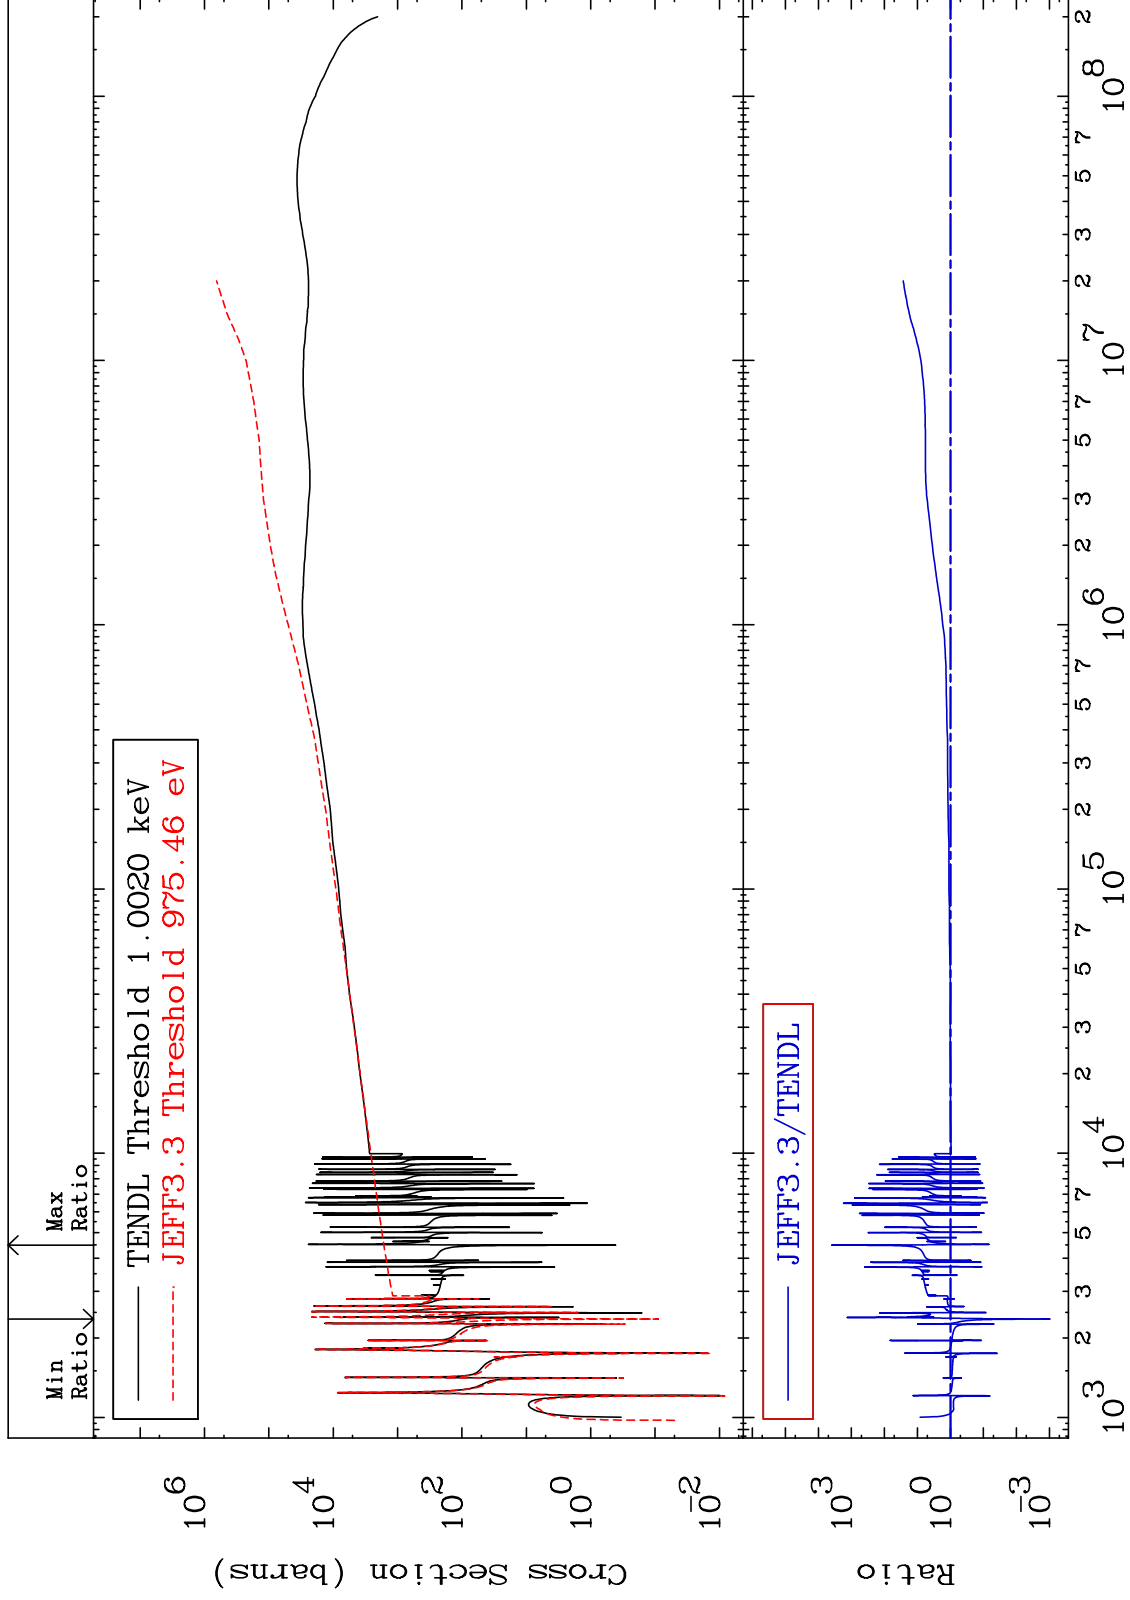 Min
Ratio
Max
Ratio
TENDL Threshold 1.0020 keV
JEFF3.3 Threshold 975.46 eV
Cross Section (barns)
10^6
10^4
10^2
10^0
10^-2
JEFF3.3/TENDL
Ratio
10^3
10^0
10^-3
10^3 2 3 5 7 10^4 2 3 5 7 10^5 2 3 5 7 10^6 2 3 5 7 10^7 2 3 5 7 10^8 2